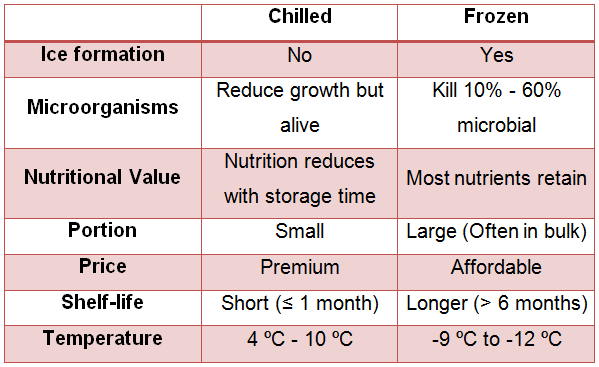 Chilled Frozen
Ice formation No Yes
Microorganisms Reduce growth but alive Kill 10% - 60% microbial
Nutritional Value Nutrition reduces with storage time Most nutrients retain
Portion Small Large (Often in bulk)
Price Premium Affordable
Shelf-life Short (≤ 1 month) Longer (> 6 months)
Temperature 4 ºC - 10 ºC -9 ºC to -12 ºC